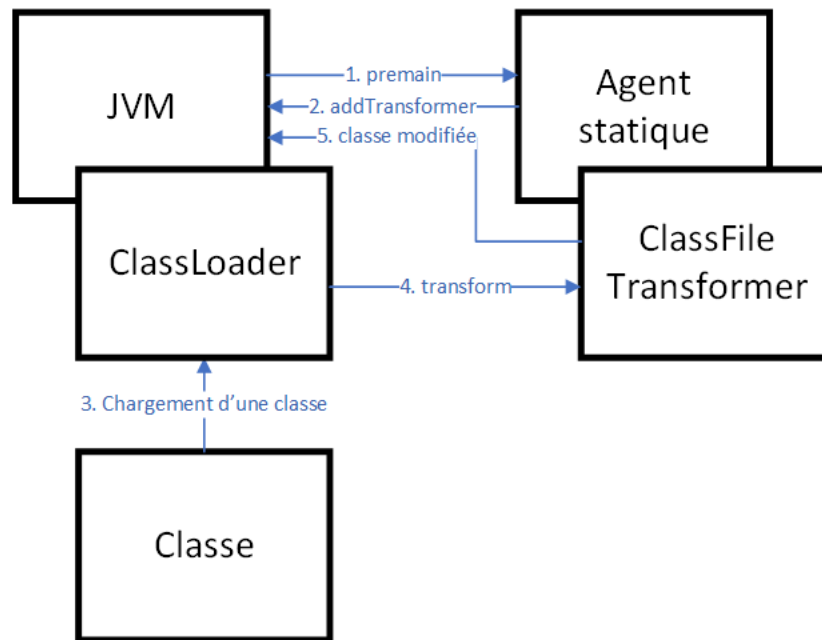 JVM
1. premain
2. addTransformer
5. classe modifiée
Agent
statique
ClassLoader
4. transform
ClassFile
Transformer
3. Chargement d’une classe
Classe